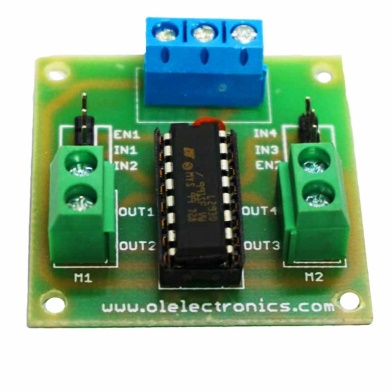 EN1
IN1
IN2
IN4
IN3
EN2
OUT1
OUT2
OUT4
OUT3
M1
M2
www.olelectronics.com